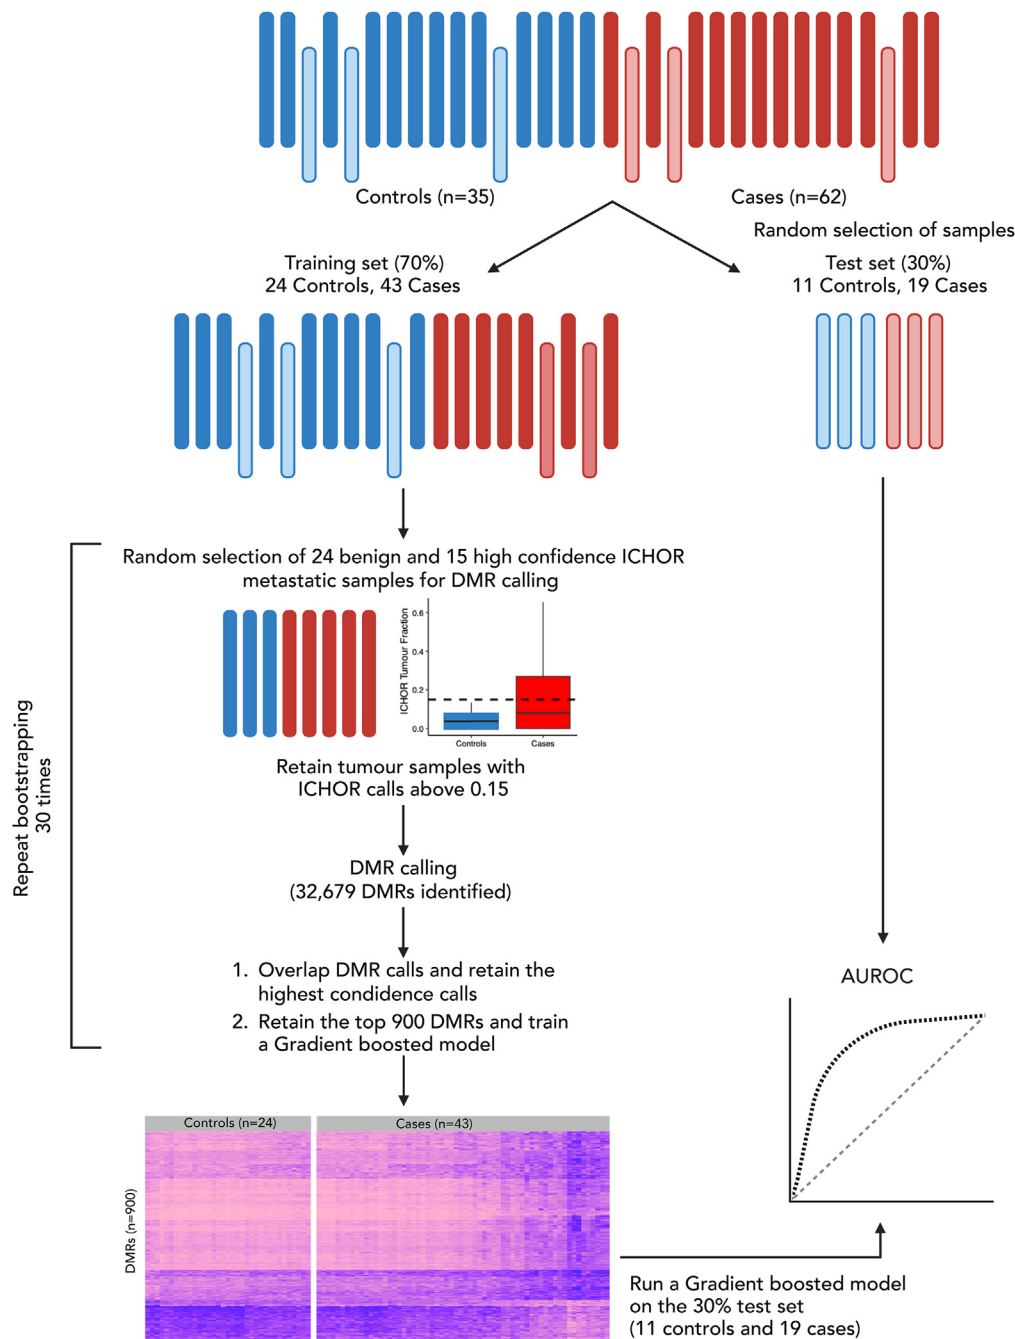 Controls (n=35)
Cases (n=62)
Random selection of samples
Training set (70%)
24 Controls, 43 Cases
Test set (30%)
11 Controls, 19 Cases
Random selection of 24 benign and 15 high confidence ICHOR
metastatic samples for DMR calling
ICHOR Tumour Fraction
0.6
0.4
0.2
0.0
Controls
Cases
Retain tumour samples with
ICHOR calls above 0.15
Repeat bootstrapping
30 times
DMR calling
(32,679 DMRs identified)
1. Overlap DMR calls and retain the
highest condidence calls
2. Retain the top 900 DMRs and train
a Gradient boosted model
AUROC
Controls (n=24)
Cases (n=43)
DMRs (n=900)
Run a Gradient boosted model
on the 30% test set
(11 controls and 19 cases)